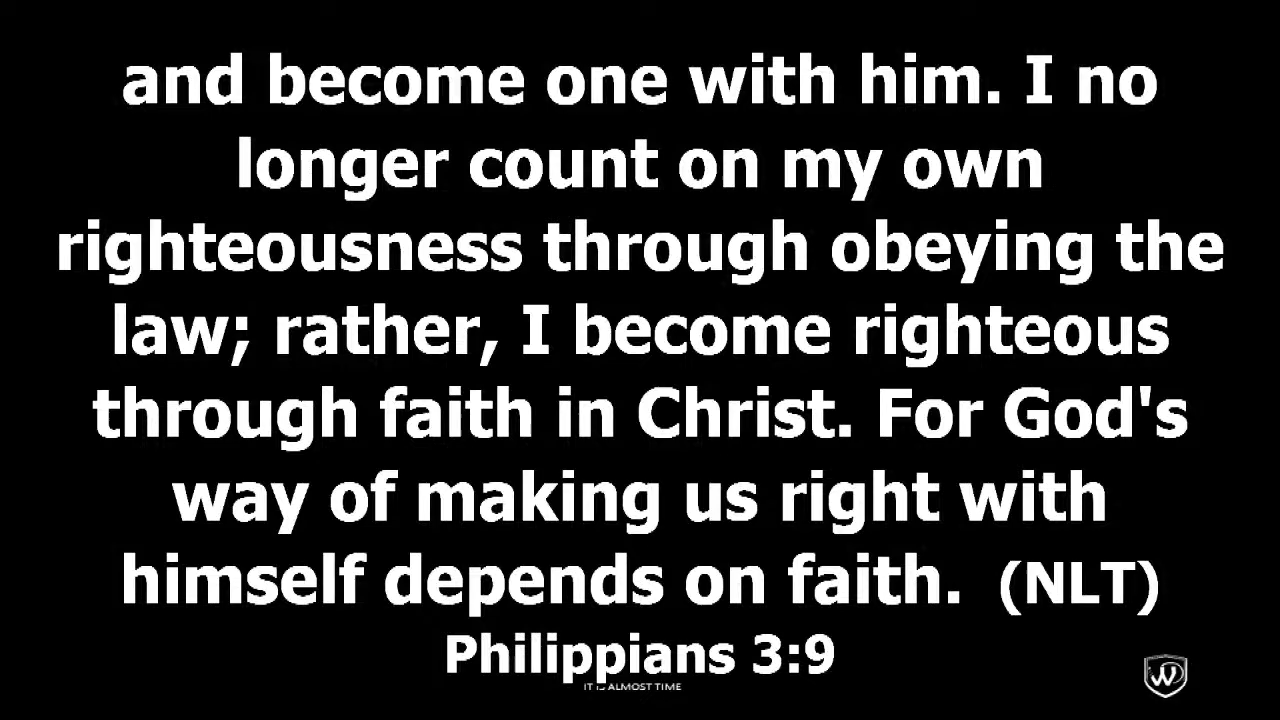 and become one with him. I no
longer count on my own
righteousness through obeying the
law; rather, I become righteous
through faith in Christ. For God's
way of making us right with
himself depends on faith. (NLT)
Philippians 3:9
ALMOST TIME